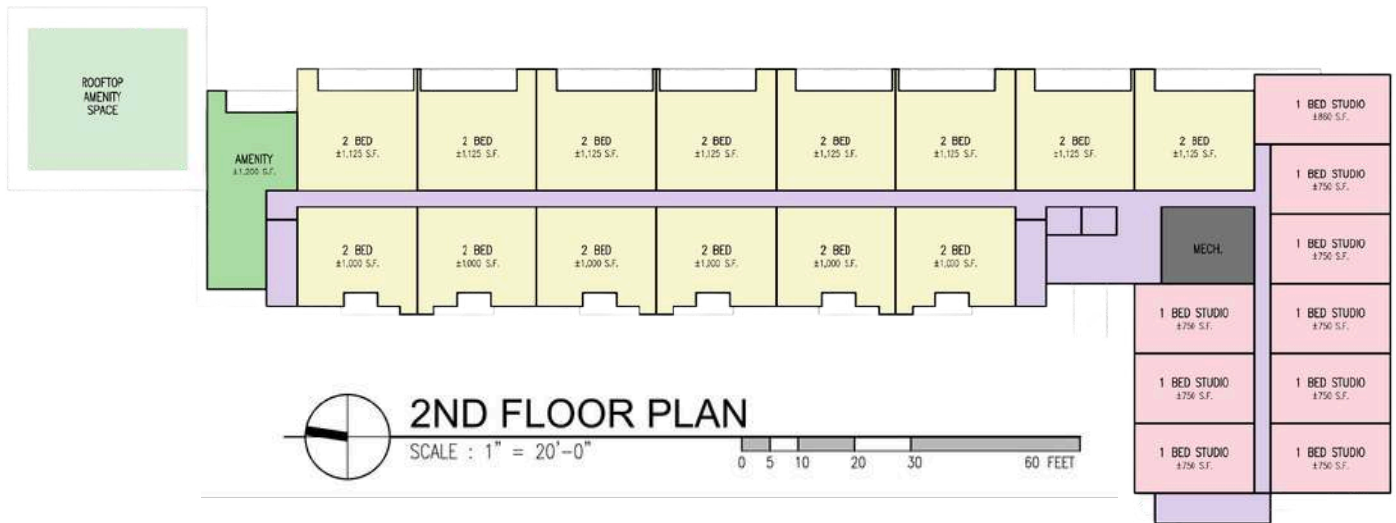 ROOFTOP
AMENITY
SPACE
AMENITY
±1,200 S.F.
2 BED
±1,125 S.F.
2 BED
±1,125 S.F.
2 BED
±1,125 S.F.
2 BED
±1,125 S.F.
2 BED
±1,125 S.F.
2 BED
±1,125 S.F.
2 BED
±1,125 S.F.
2 BED
±1,125 S.F.
1 BED STUDIO
±860 S.F.
1 BED STUDIO
±750 S.F.
2 BED
±1,000 S.F.
2 BED
±1,000 S.F.
2 BED
±1,000 S.F.
2 BED
±1,000 S.F.
2 BED
±1,000 S.F.
2 BED
±1,000 S.F.
MECH.
1 BED STUDIO
±750 S.F.
1 BED STUDIO
±750 S.F.
1 BED STUDIO
±750 S.F.
1 BED STUDIO
±750 S.F.
1 BED STUDIO
±750 S.F.
1 BED STUDIO
±750 S.F.
1 BED STUDIO
±750 S.F.
2ND FLOOR PLAN
SCALE : 1" = 20'-0"
0 5 10 20 30 60 FEET